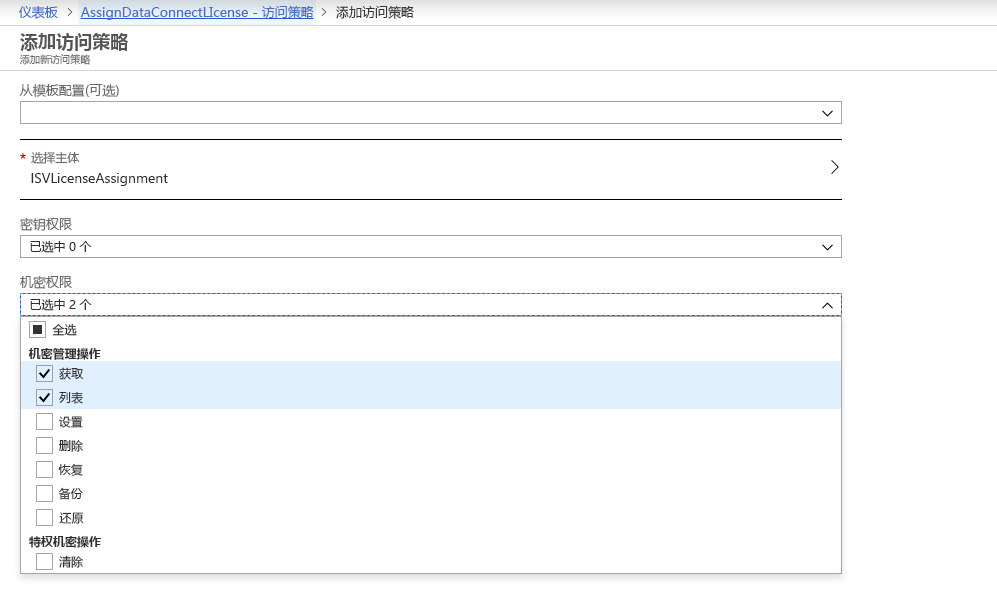 仪表板 > AssignDataConnectLIcense - 访问策略 > 添加访问策略
添加访问策略
添加新访问策略
从模板配置(可选)
* 选择主体
ISVLicenseAssignment
密钥权限
已选中 0 个
机密权限
已选中 2 个
全选
机密管理操作
获取
列表
设置
删除
恢复
备份
还原
特权机密操作
清除